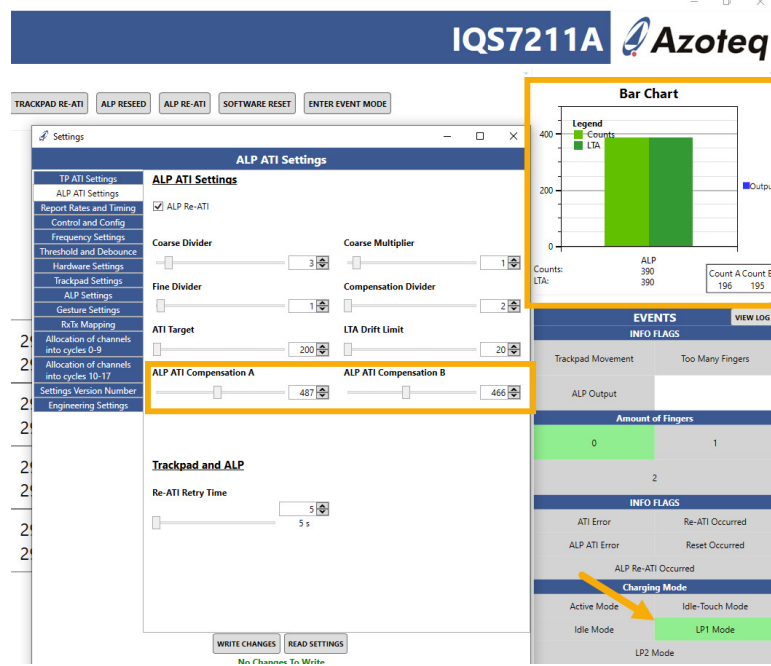 IQS7211A Azoteq
TRACKPAD RE-ATI ALP RESEED ALP RE-ATI SOFTWARE RESET ENTER EVENT MODE
Settings
ALP ATI Settings
TP ATI Settings
ALP ATI Settings
Report Rates and Timing
Control and Config
Frequency Settings
Threshold and Debounce
Hardware Settings
Trackpad Settings
ALP Settings
Gesture Settings
RxTx Mapping
Allocation of channels
into cycles 0-9
Allocation of channels
into cycles 10-17
Settings Version Number
Engineering Settings
ALP ATI Settings
ALP Re-ATI
Coarse Divider Coarse Multiplier
3 1
Fine Divider Compensation Divider
1 2
ATI Target LTA Drift Limit
200 20
ALP ATI Compensation A ALP ATI Compensation B
487 466
Trackpad and ALP
Re-ATI Retry Time
5
5 s
WRITE CHANGES READ SETTINGS
No Changes To Write
Bar Chart
Legend
Counts
LTA
400
200
0
ALP
Counts: 390
LTA: 390
Count A Count B
196 195
EVENTS VIEW LOG
INFO FLAGS
Trackpad Movement Too Many Fingers
ALP Output
Amount of Fingers
0 1
2
INFO FLAGS
ATI Error Re-ATI Occurred
ALP ATI Error Reset Occurred
ALP Re-ATI Occurred
Charging Mode
Active Mode Idle-Touch Mode
Idle Mode LP1 Mode
LP2 Mode